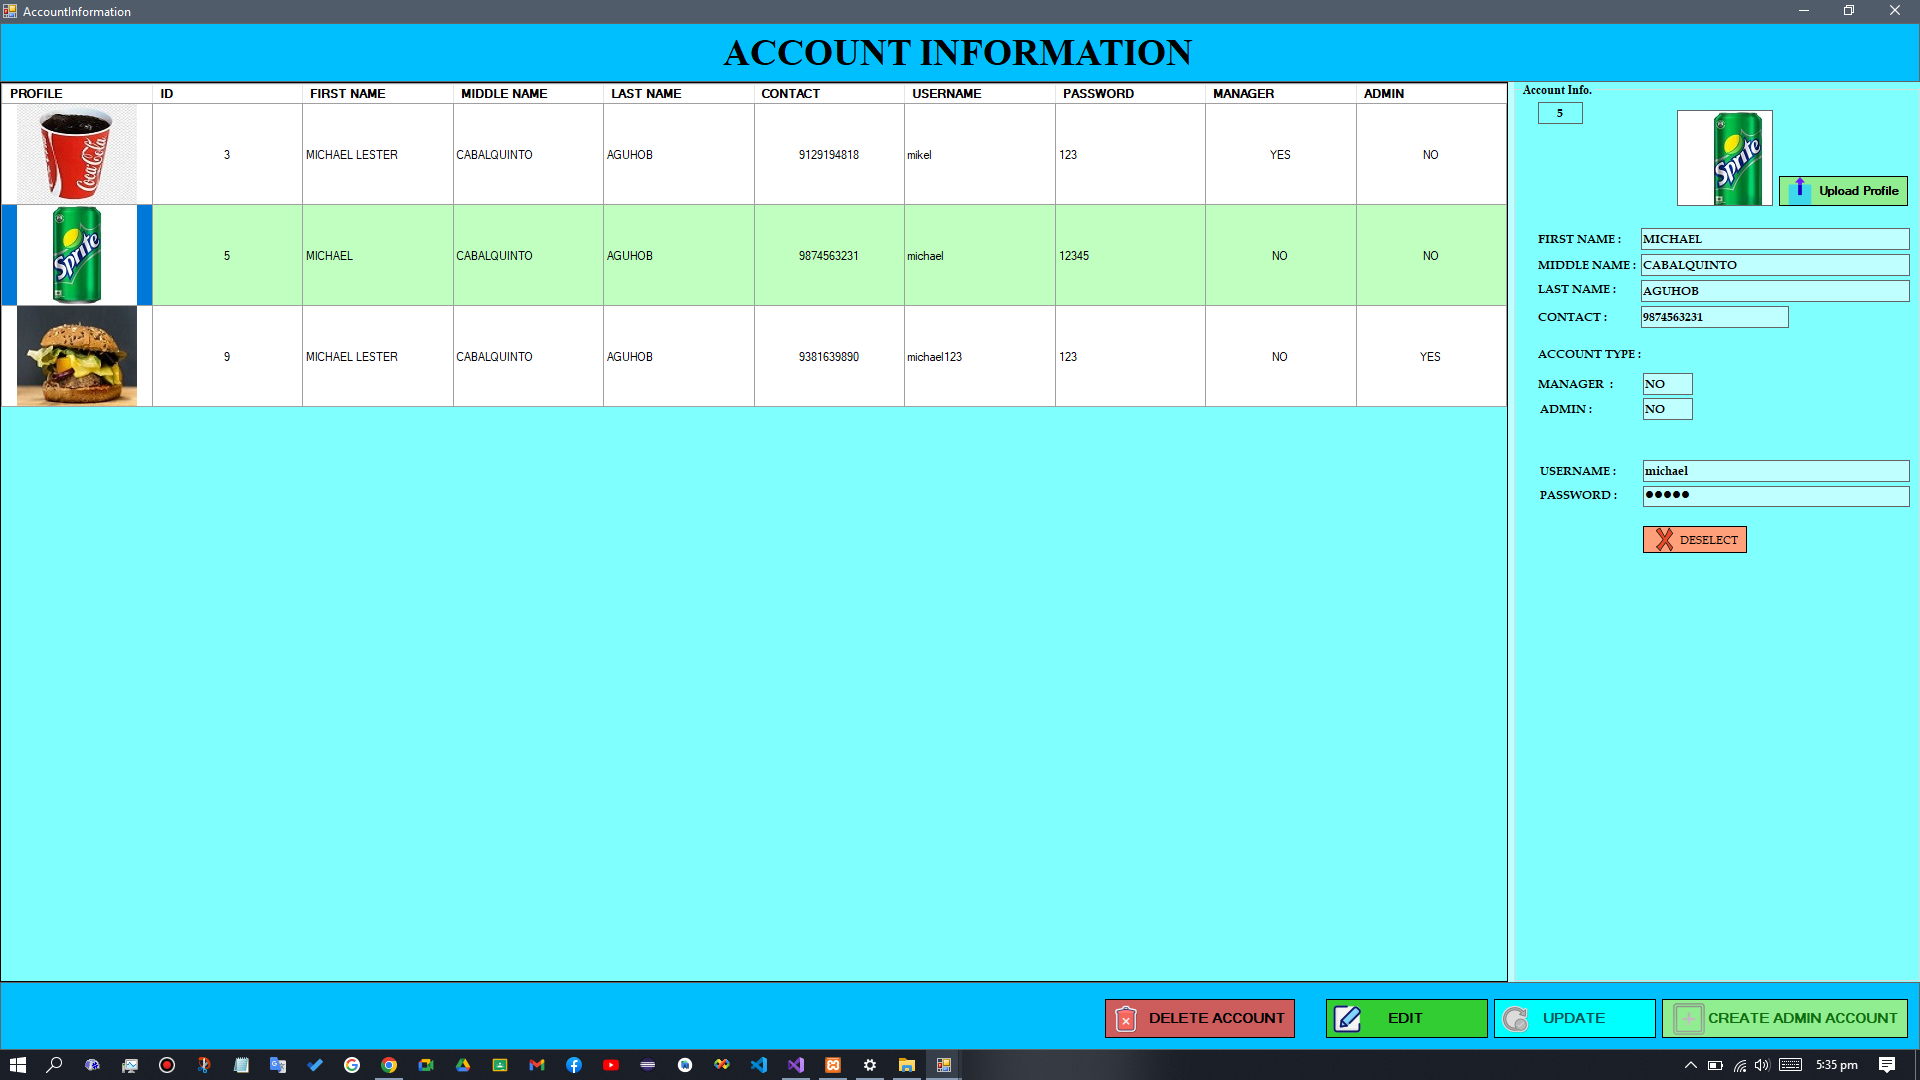 AccountInformation
ACCOUNT INFORMATION
PROFILE ID FIRST NAME MIDDLE NAME LAST NAME CONTACT USERNAME PASSWORD MANAGER ADMIN
Coca-Cola 3 MICHAEL LESTER CABALQUINTO AGUHOB 9129194818 mikel 123 YES NO
Sprite 5 MICHAEL CABALQUINTO AGUHOB 9874563231 michael 12345 NO NO
9 MICHAEL LESTER CABALQUINTO AGUHOB 9381639890 michael123 123 NO YES
Account Info.
5
Sprite
Upload Profile
FIRST NAME : MICHAEL
MIDDLE NAME : CABALQUINTO
LAST NAME : AGUHOB
CONTACT : 9874563231
ACCOUNT TYPE :
MANAGER : NO
ADMIN : NO
USERNAME : michael
PASSWORD : ●●●●●
DESELECT
DELETE ACCOUNT EDIT UPDATE CREATE ADMIN ACCOUNT
5:35 pm